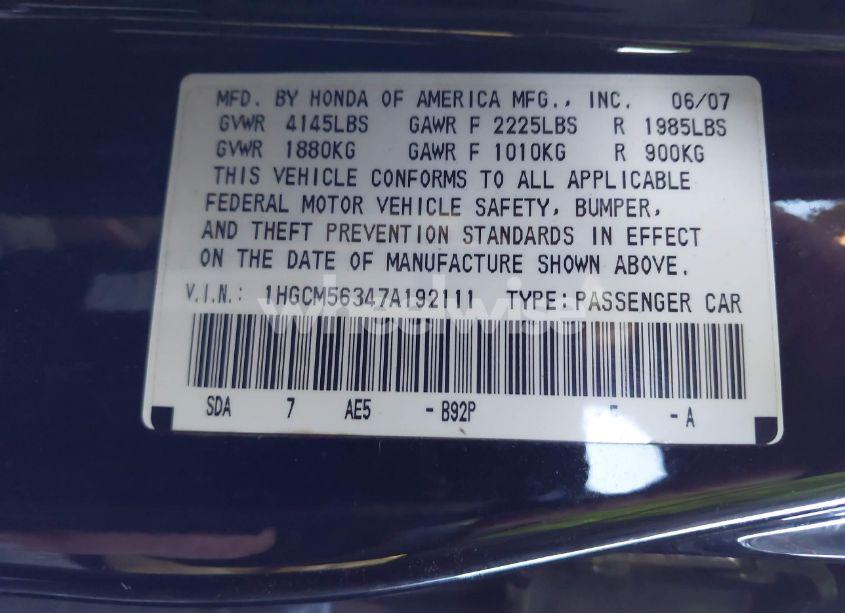 MFD. BY HONDA OF AMERICA MFG., INC. 06/07
GVWR 4145LBS GAWR F 2225LBS R 1985LBS
GVWR 1880KG GAWR F 1010KG R 900KG
THIS VEHICLE CONFORMS TO ALL APPLICABLE
FEDERAL MOTOR VEHICLE SAFETY, BUMPER,
AND THEFT PREVENTION STANDARDS IN EFFECT
ON THE DATE OF MANUFACTURE SHOWN ABOVE.
V.I.N.: 1HGCM56347A192111 TYPE:PASSENGER CAR
wheelwise
SDA 7 AE5 -B92P -A